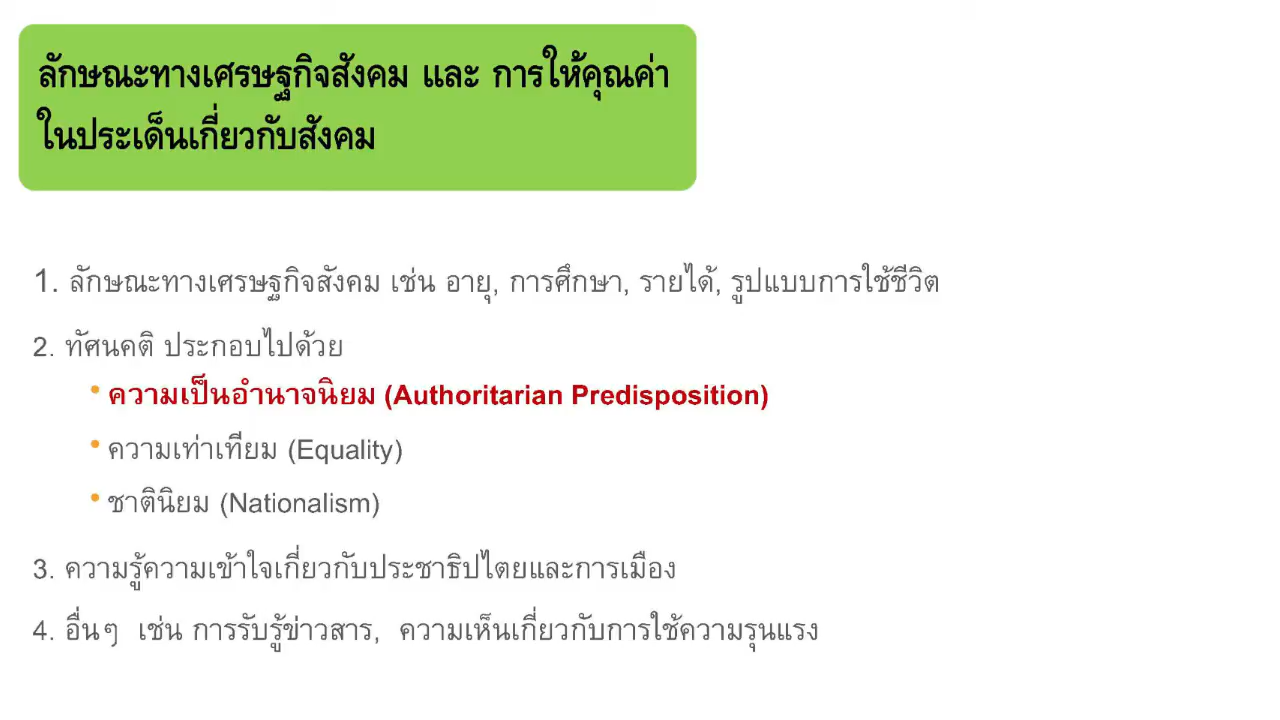 ลักษณะทางเศรษฐกิจสังคม และ การให้คุณค่า
ในประเด็นเกี่ยวกับสังคม
1. ลักษณะทางเศรษฐกิจสังคม เช่น อายุ, การศึกษา, รายได้, รูปแบบการใช้ชีวิต
2. ทัศนคติ ประกอบไปด้วย
• ความเป็นอำนาจนิยม (Authoritarian Predisposition)
• ความเท่าเทียม (Equality)
• ชาตินิยม (Nationalism)
3. ความรู้ความเข้าใจเกี่ยวกับประชาธิปไตยและการเมือง
4. อื่นๆ เช่น การรับรู้ข่าวสาร, ความเห็นเกี่ยวกับการใช้ความรุนแรง